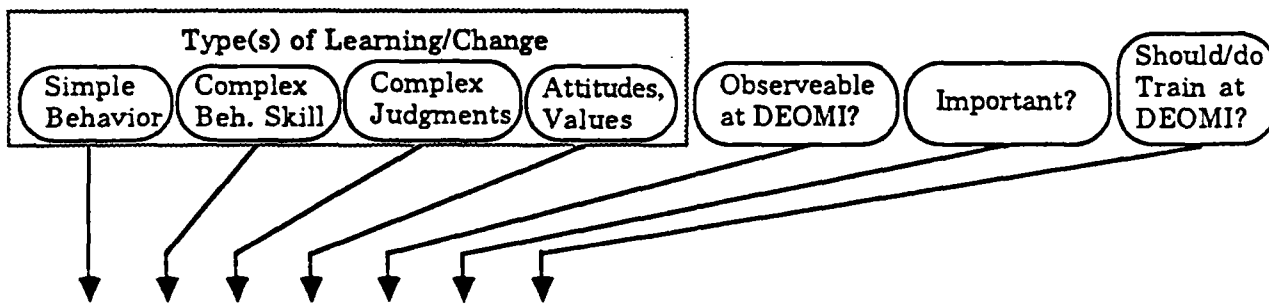 Type(s) of Learning/Change
Simple
Behavior
Complex
Beh. Skill
Complex
Judgments
Attitudes,
Values
Observeable
at DEOMI?
Important?
Should/do
Train at
DEOMI?